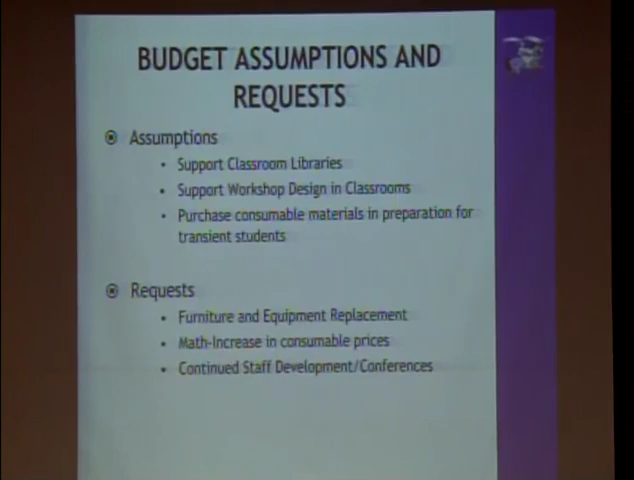 BUDGET ASSUMPTIONS AND
REQUESTS
Assumptions
• Support Classroom Libraries
• Support Workshop Design in Classrooms
• Purchase consumable materials in preparation for
transient students
Requests
• Furniture and Equipment Replacement
• Math-Increase in consumable prices
• Continued Staff Development/Conferences